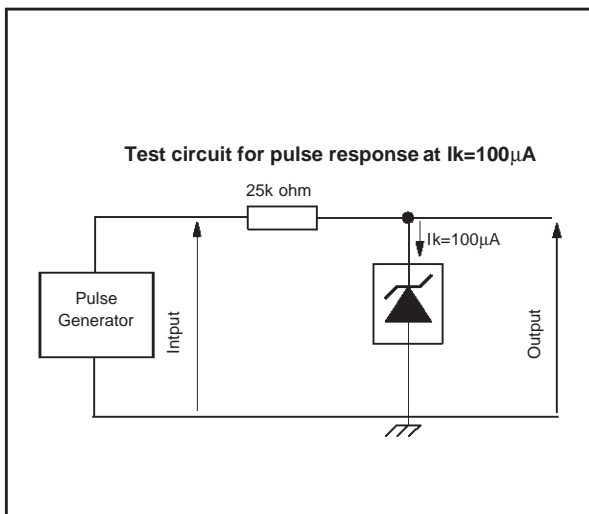 Test circuit for pulse response at Ik=100µA
25k ohm
Ik=100µA
Pulse
Generator
Intput
Output